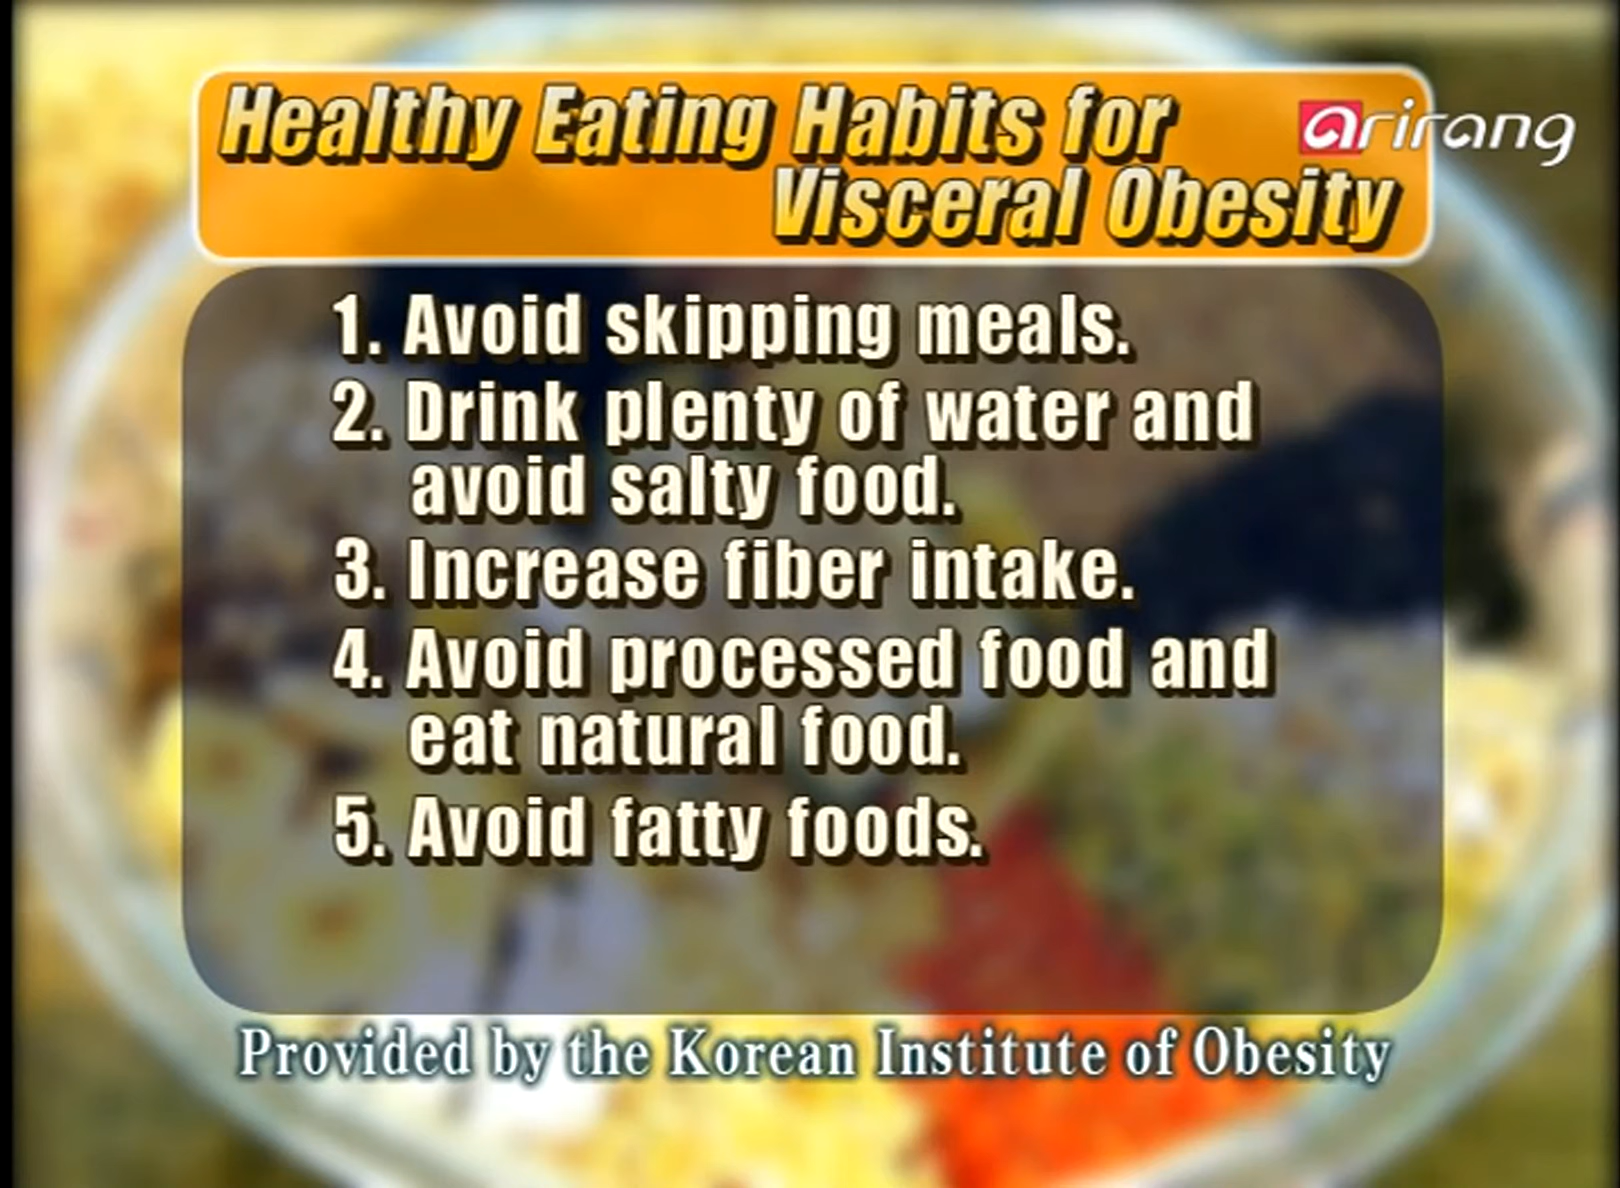 Healthy Eating Habits for
Visceral Obesity
arirang
1. Avoid skipping meals.
2. Drink plenty of water and
avoid salty food.
3. Increase fiber intake.
4. Avoid processed food and
eat natural food.
5. Avoid fatty foods.
Provided by the Korean Institute of Obesity